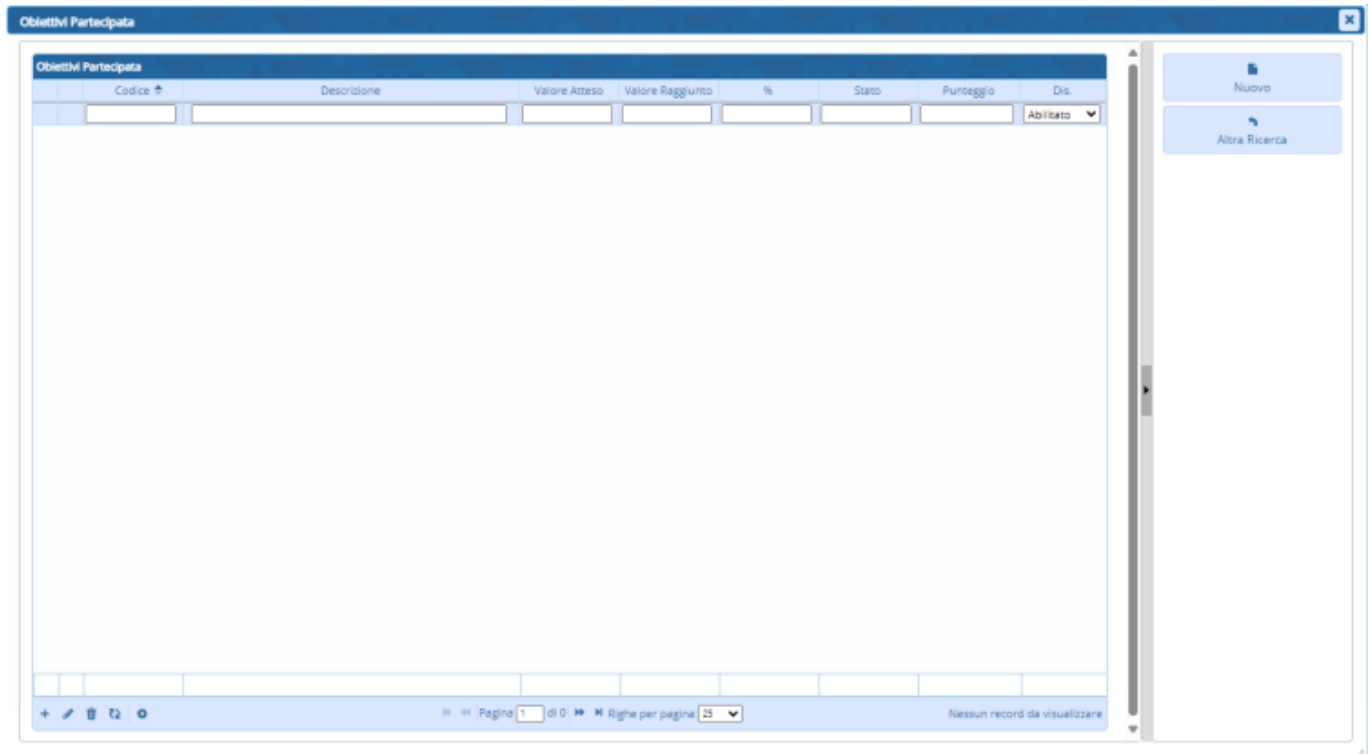 Obiettivi Partecipata
Obiettivi Partecipata
Codice Descrizione Valore Atteso Valore Raggiunto % Stato Punteggio Dis.
Abilitato
Pagina 1 di 0 Righe per pagina: 25 Nessun record da visualizzare
Nuovo
Altra Ricerca